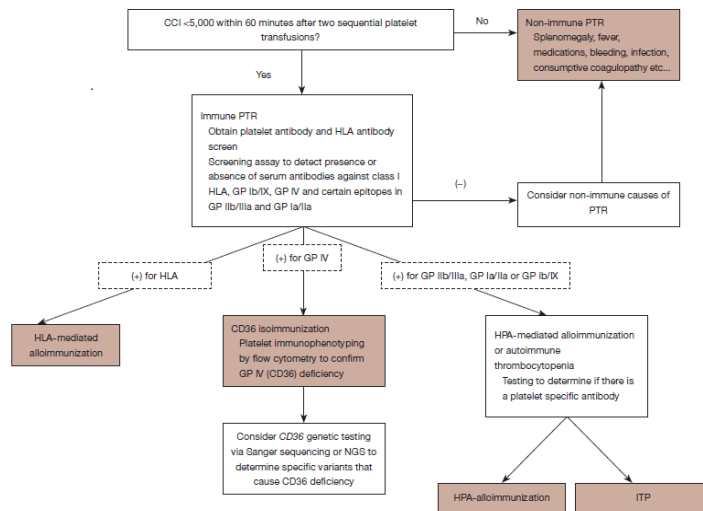 CCI <5,000 within 60 minutes after two sequential platelet
transfusions?
No
Non-immune PTR
Splenomegaly, fever,
medications, bleeding, infection,
consumptive coagulopathy etc...
Yes
Immune PTR
Obtain platelet antibody and HLA antibody
screen
Screening assay to detect presence or
absence of serum antibodies against class I
HLA, GP Ib/IX, GP IV and certain epitopes in
GP IIb/IIIa and GP Ia/IIa
(–)
Consider non-immune causes of
PTR
(+) for HLA
(+) for GP IV
(+) for GP IIb/IIIa, GP Ia/IIa or GP Ib/IX
HLA-mediated
alloimmunization
CD36 isoimmunization
Platelet immunophenotyping
by flow cytometry to confirm
GP IV (CD36) deficiency
HPA-mediated alloimmunization
or autoimmune
thrombocytopenia
Testing to determine if there is
a platelet specific antibody
Consider CD36 genetic testing
via Sanger sequencing or NGS to
determine specific variants that
cause CD36 deficiency
HPA-alloimmunization
ITP